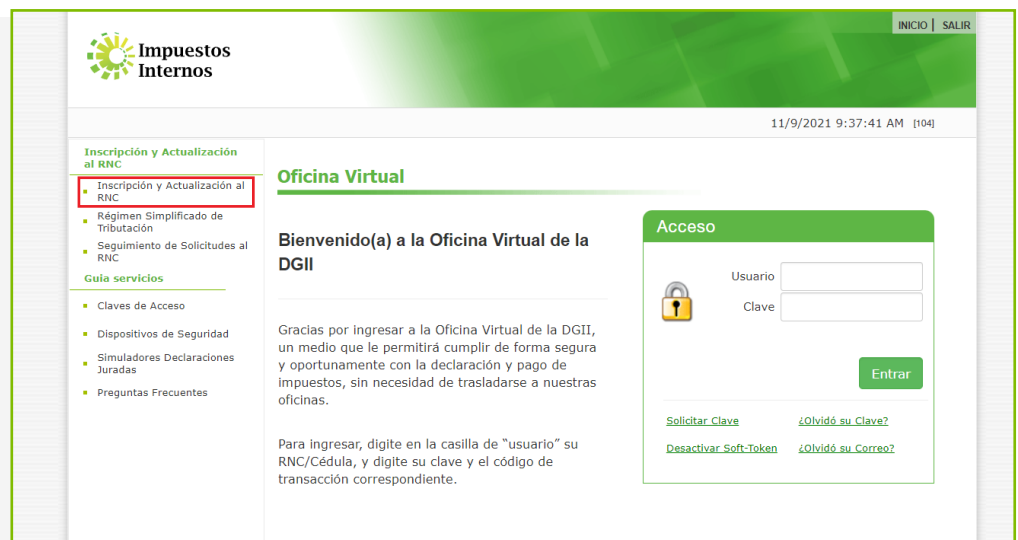 INICIO | SALIR
Impuestos
Internos
11/9/2021 9:37:41 AM [104]
Inscripción y Actualización
al RNC
Inscripción y Actualización al
RNC
Régimen Simplificado de
Tributación
Seguimiento de Solicitudes al
RNC
Guia servicios
Claves de Acceso
Dispositivos de Seguridad
Simuladores Declaraciones
Juradas
Preguntas Frecuentes
Oficina Virtual
Bienvenido(a) a la Oficina Virtual de la
DGII
Gracias por ingresar a la Oficina Virtual de la DGII,
un medio que le permitirá cumplir de forma segura
y oportunamente con la declaración y pago de
impuestos, sin necesidad de trasladarse a nuestras
oficinas.
Para ingresar, digite en la casilla de “usuario” su
RNC/Cédula, y digite su clave y el código de
transacción correspondiente.
Acceso
Usuario
Clave
Entrar
Solicitar Clave ¿Olvidó su Clave?
Desactivar Soft-Token ¿Olvidó su Correo?